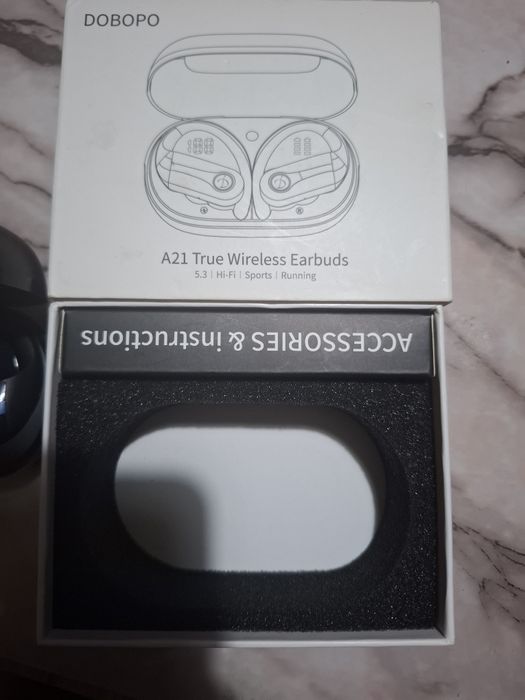 DOBOPO
A21 True Wireless Earbuds
5.3 | Hi-Fi | Sports | Running
ACCESSORIES & instructions